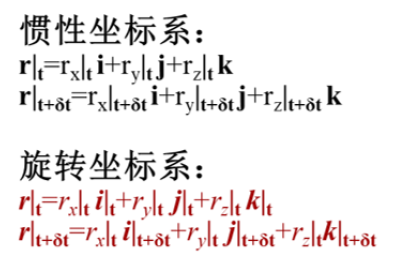 惯性坐标系：
r|t=rx|t i+ry|t j+rz|t k
r|t+δt=rx|t+δt i+ry|t+δt j+rz|t+δt k
旋转坐标系：
r|t=rx|t i|t+ry|t j|t+rz|t k|t
r|t+δt=rx|t i|t+δt+ry|t j|t+δt+rz|t k|t+δt